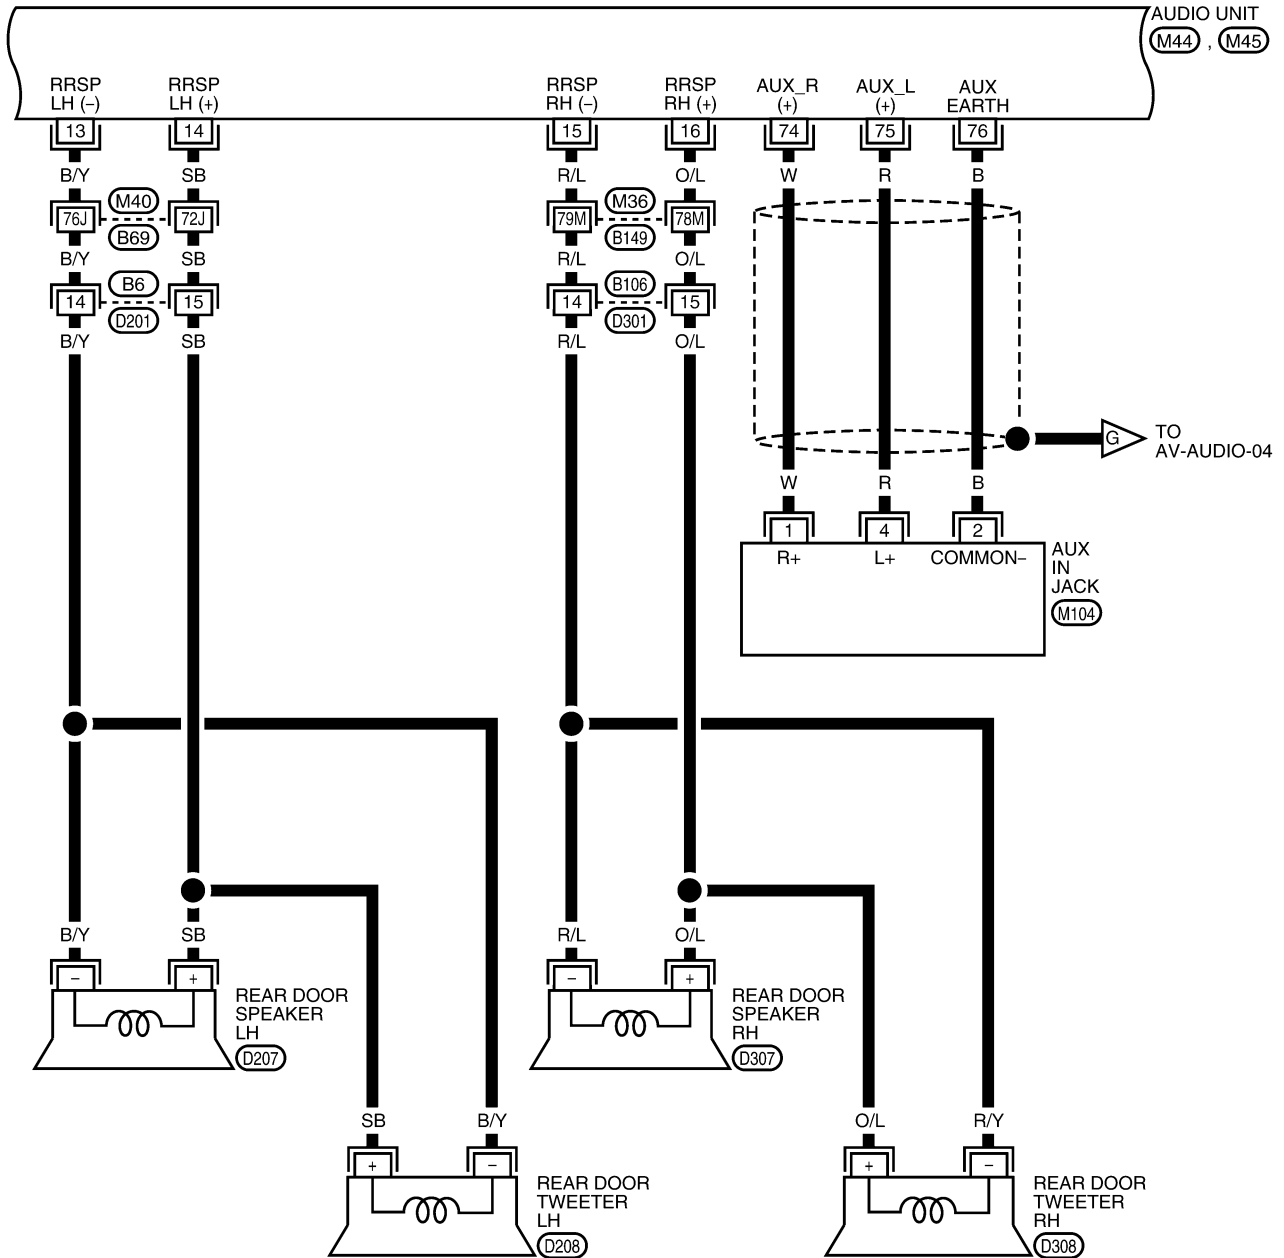 AUDIO UNIT
M44 , M45
RRSP
LH (–)
RRSP
LH (+)
RRSP
RH (–)
RRSP
RH (+)
AUX_R
(+)
AUX_L
(+)
AUX
EARTH
13
14
15
16
74
75
76
B/Y
SB
R/L
O/L
W
R
B
76J
M40
72J
79M
M36
78M
B69
B149
B/Y
SB
R/L
O/L
14
B6
15
14
B106
15
D201
D301
B/Y
SB
R/L
O/L
G
TO
AV-AUDIO-04
W
R
B
1
4
2
R+
L+
COMMON–
AUX
IN
JACK
M104
B/Y
SB
R/L
O/L
–
+
–
+
REAR DOOR
SPEAKER
LH
D207
REAR DOOR
SPEAKER
RH
D307
SB
B/Y
O/L
R/Y
+
–
+
–
REAR DOOR
TWEETER
LH
D208
REAR DOOR
TWEETER
RH
D308